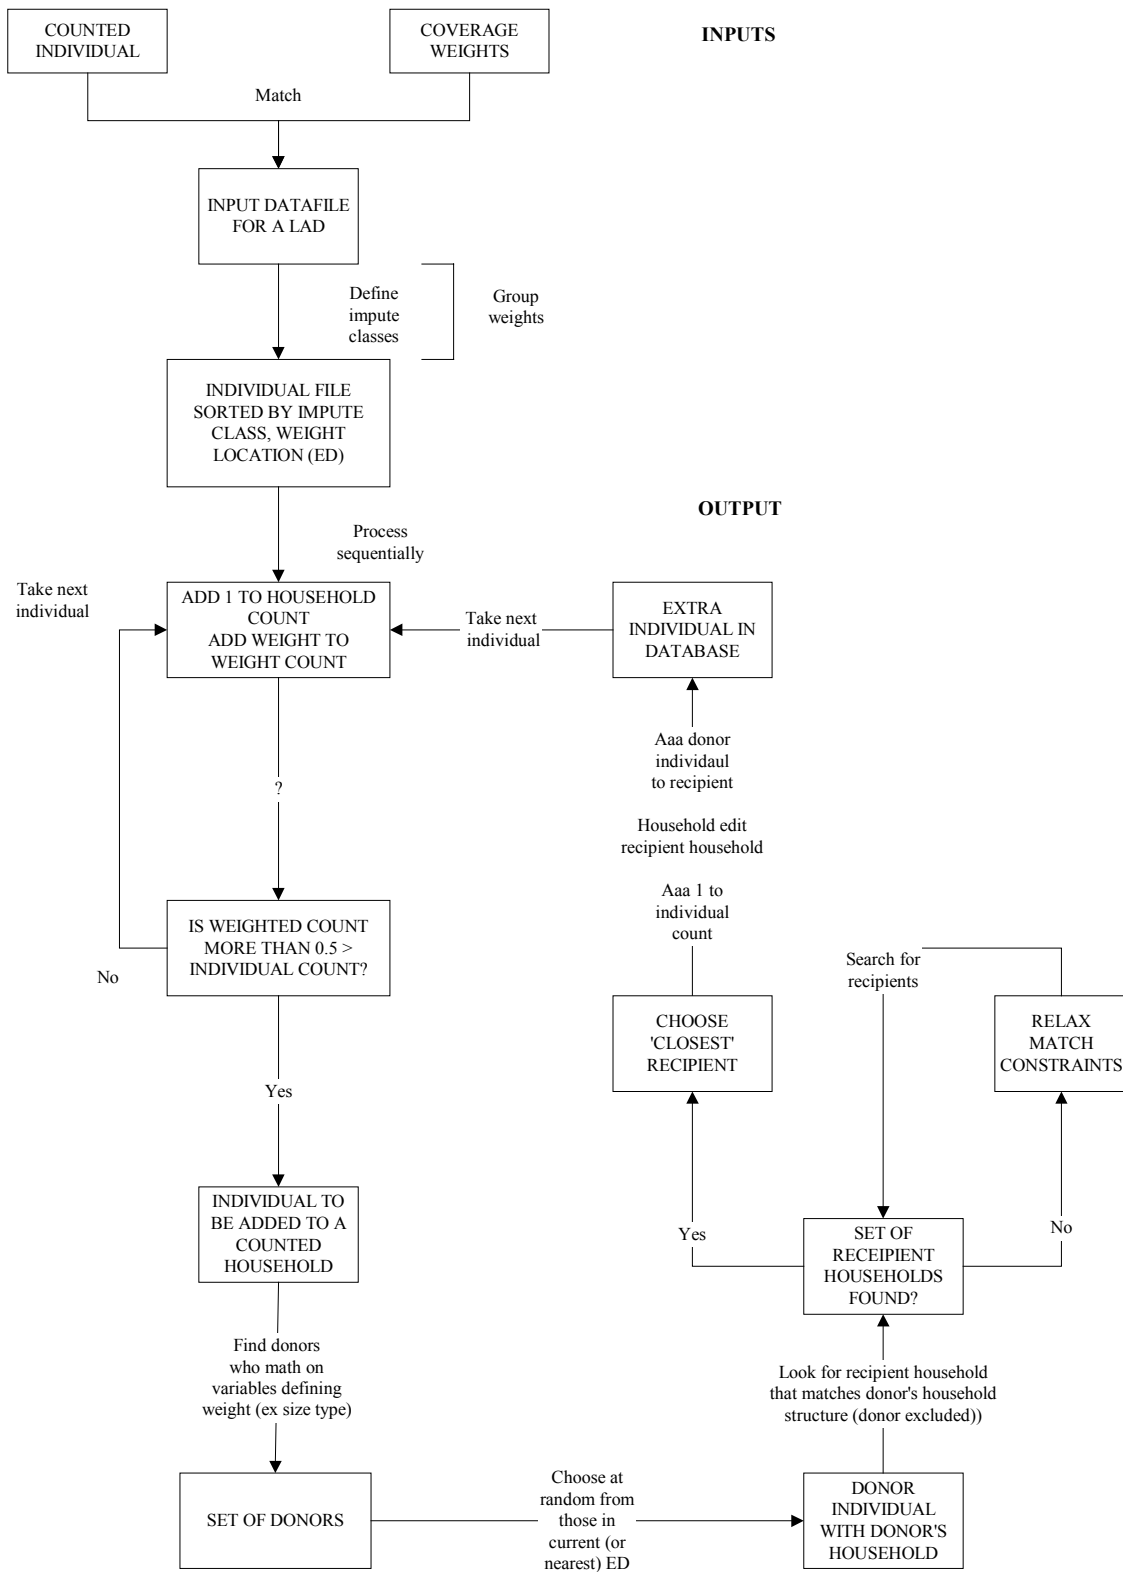 COUNTED
INDIVIDUAL
COVERAGE
WEIGHTS
INPUTS
Match
INPUT DATAFILE
FOR A LAD
Define
impute
classes
Group
weights
INDIVIDUAL FILE
SORTED BY IMPUTE
CLASS, WEIGHT
LOCATION (ED)
OUTPUT
Process
sequentially
Take next
individual
ADD 1 TO HOUSEHOLD
COUNT
ADD WEIGHT TO
WEIGHT COUNT
Take next
individual
EXTRA
INDIVIDUAL IN
DATABASE
Aaa donor
individaul
to recipient
?
Household edit
recipient household
Aaa 1 to
individual
count
IS WEIGHTED COUNT
MORE THAN 0.5 >
INDIVIDUAL COUNT?
No
Search for
recipients
CHOOSE
'CLOSEST'
RECIPIENT
RELAX
MATCH
CONSTRAINTS
Yes
INDIVIDUAL TO
BE ADDED TO A
COUNTED
HOUSEHOLD
Yes
SET OF
RECEIPIENT
HOUSEHOLDS
FOUND?
No
Find donors
who math on
variables defining
weight (ex size type)
Look for recipient household
that matches donor's household
structure (donor excluded))
SET OF DONORS
Choose at
random from
those in
current (or
nearest) ED
DONOR
INDIVIDUAL
WITH DONOR'S
HOUSEHOLD